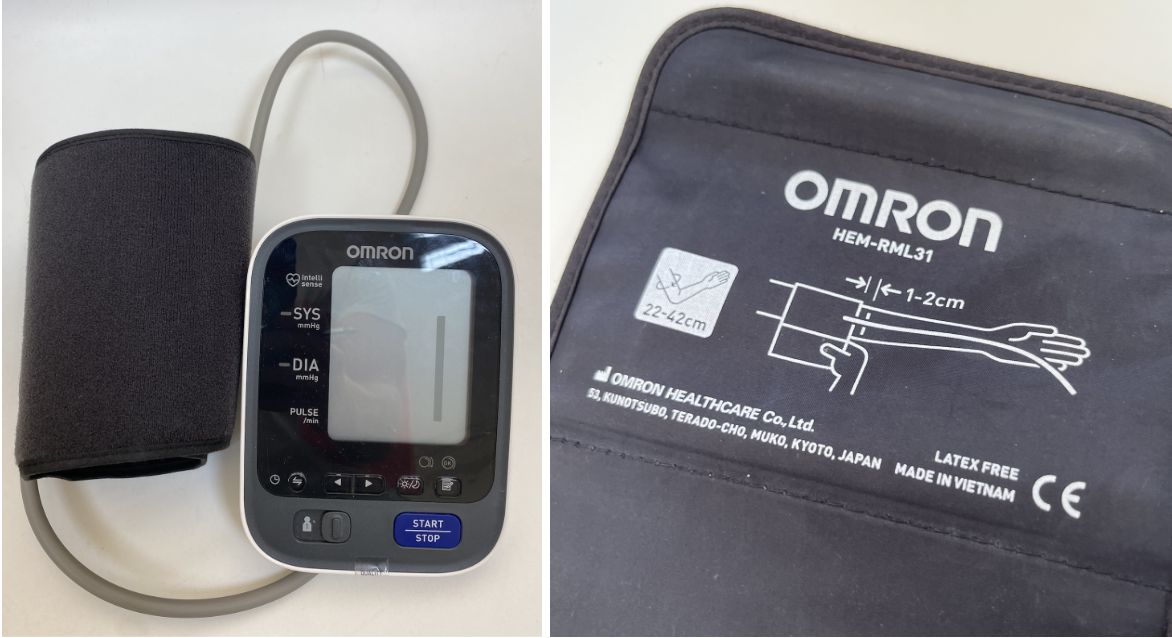 OMRON
intelli
sense
SYS
mmHg
DIA
mmHg
PULSE
/min
OK
START
STOP
OMRON
HEM-RML31
1-2cm
22-42cm
OMRON HEALTHCARE Co., Ltd.
53, KUNOTSUBO, TERADO-CHO, MUKO, KYOTO, JAPAN
LATEX FREE
MADE IN VIETNAM
CE